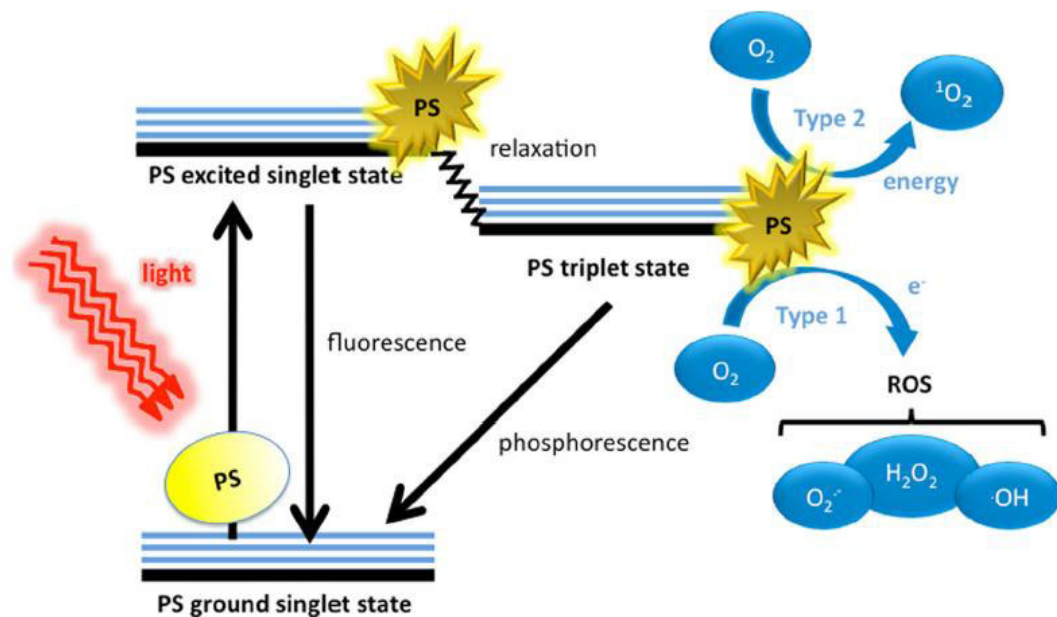 O₂
PS
¹O₂
Type 2
relaxation
PS excited singlet state
energy
PS
light
PS triplet state
e⁻
Type 1
fluorescence
O₂
ROS
phosphorescence
PS
H₂O₂
O₂·⁻
·OH
PS ground singlet state